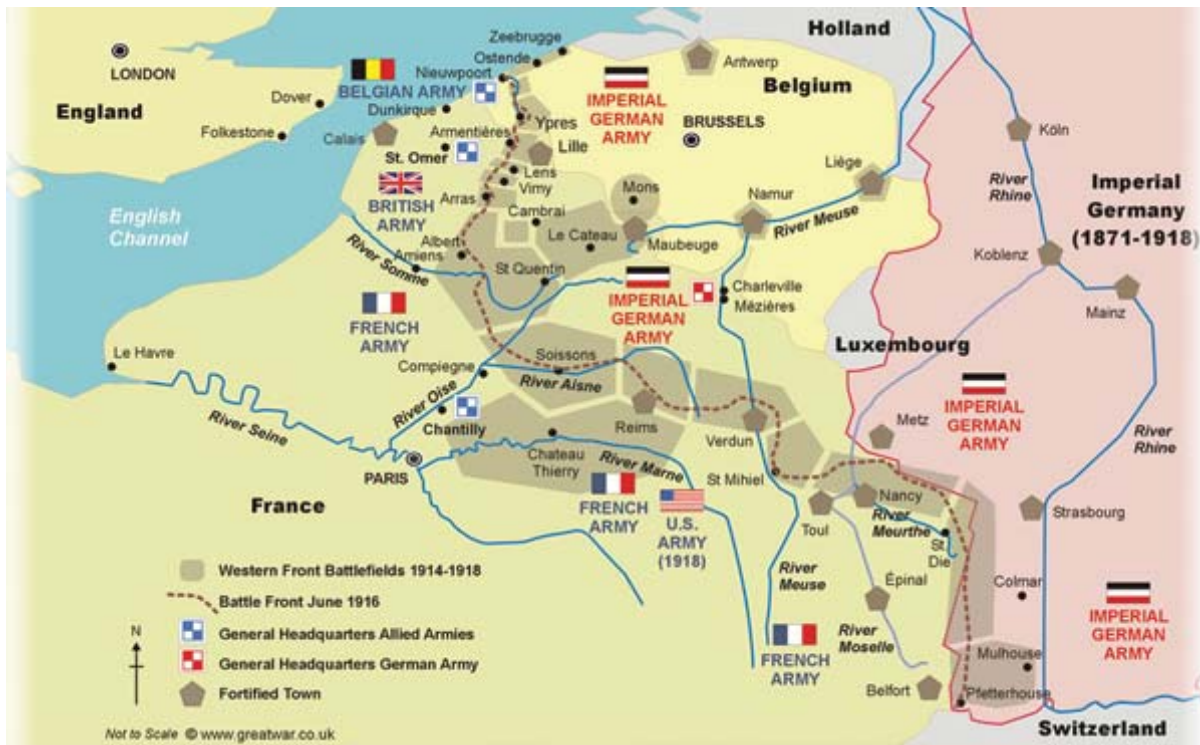 Holland
Zeebrugge
Ostende
LONDON
Nieuwpoort
Antwerp
BELGIAN ARMY
IMPERIAL
GERMAN
ARMY
Belgium
England
Dover
Dunkirque
Ypres
BRUSSELS
Folkestone
Calais
Armentières
Lille
Köln
St. Omer
Liège
Lens
Vimy
Mons
Namur
River
Rhine
Imperial
Germany
(1871-1918)
BRITISH
ARMY
Arras
Cambrai
River Meuse
English
Channel
Le Cateau
Maubeuge
Albert
Amiens
Koblenz
River Somme
St Quentin
IMPERIAL
GERMAN
ARMY
Charleville
Mézières
Mainz
FRENCH
ARMY
Luxembourg
Le Havre
Soissons
Compiegne
River Aisne
IMPERIAL
GERMAN
ARMY
River Oise
River Seine
Chantilly
Reims
Verdun
Metz
River
Rhine
PARIS
Chateau
Thierry
River Marne
St Mihiel
France
FRENCH
ARMY
U.S.
ARMY
(1918)
Nancy
Toul
River
Meurthe
Strasbourg
St
Die
River
Meuse
Épinal
Colmar
IMPERIAL
GERMAN
ARMY
FRENCH
ARMY
River
Moselle
Mulhouse
Belfort
Pfetterhouse
Switzerland
Western Front Battlefields 1914-1918
Battle Front June 1916
General Headquarters Allied Armies
General Headquarters German Army
Fortified Town
N
Not to Scale © www.greatwar.co.uk